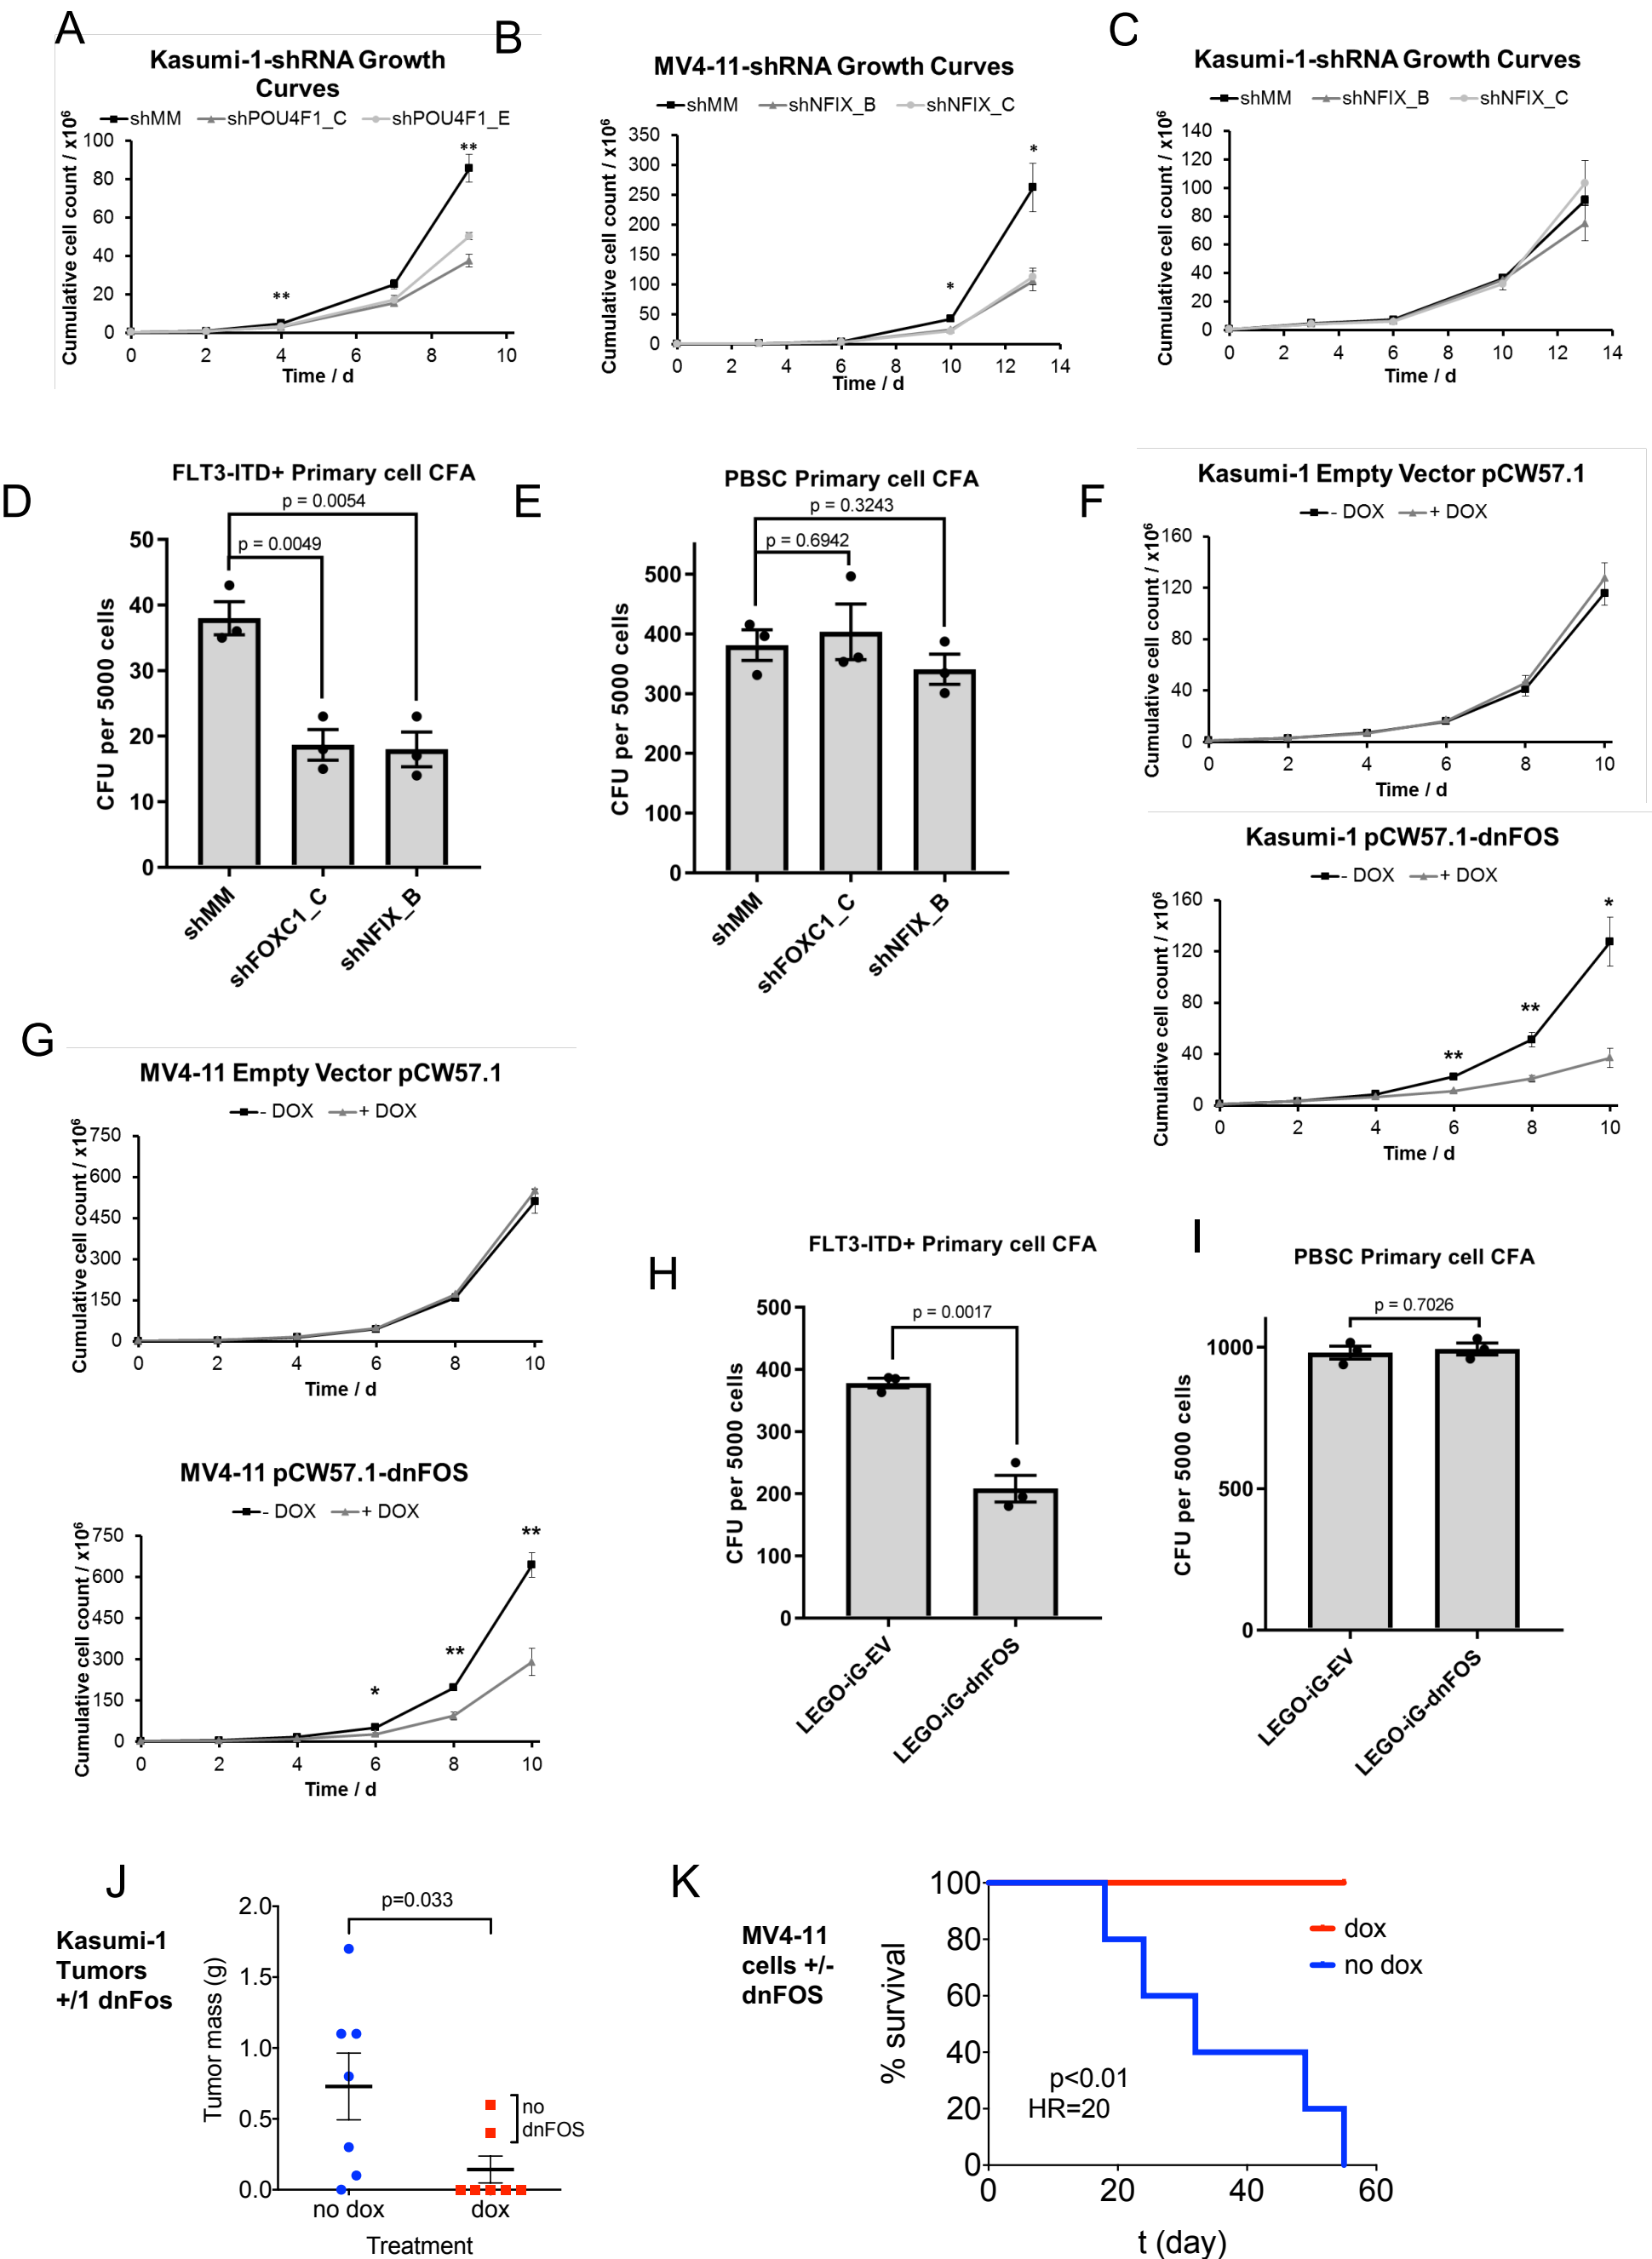 A
Kasumi-1-shRNA Growth
Curves
shMM shPOU4F1_C shPOU4F1_E
Cumulative cell count / x10⁶
100
80
60
40
20
0
**
**
0 2 4 6 8 10
Time / d
B
MV4-11-shRNA Growth Curves
shMM shNFIX_B shNFIX_C
Cumulative cell count / x10⁶
350
300
250
200
150
100
50
0
*
*
0 2 4 6 8 10 12 14
Time / d
C
Kasumi-1-shRNA Growth Curves
shMM shNFIX_B shNFIX_C
Cumulative cell count / x10⁶
140
120
100
80
60
40
20
0
0 2 4 6 8 10 12 14
Time / d
D
FLT3-ITD+ Primary cell CFA
p = 0.0054
p = 0.0049
CFU per 5000 cells
50
40
30
20
10
0
shMM
shFOXC1_C
shNFIX_B
E
PBSC Primary cell CFA
p = 0.3243
p = 0.6942
CFU per 5000 cells
500
400
300
200
100
0
shMM
shFOXC1_C
shNFIX_B
F
Kasumi-1 Empty Vector pCW57.1
- DOX + DOX
Cumulative cell count / x10⁶
160
120
80
40
0
0 2 4 6 8 10
Time / d
Kasumi-1 pCW57.1-dnFOS
- DOX + DOX
Cumulative cell count / x10⁶
160
120
80
40
0
*
**
**
0 2 4 6 8 10
Time / d
G
MV4-11 Empty Vector pCW57.1
- DOX + DOX
Cumulative cell count / x10⁶
750
600
450
300
150
0
0 2 4 6 8 10
Time / d
MV4-11 pCW57.1-dnFOS
- DOX + DOX
Cumulative cell count / x10⁶
750
600
450
300
150
0
**
**
*
0 2 4 6 8 10
Time / d
H
FLT3-ITD+ Primary cell CFA
p = 0.0017
CFU per 5000 cells
500
400
300
200
100
0
LEGO-iG-EV
LEGO-iG-dnFOS
I
PBSC Primary cell CFA
p = 0.7026
CFU per 5000 cells
1000
500
0
LEGO-iG-EV
LEGO-iG-dnFOS
J
Kasumi-1
Tumors
+/1 dnFos
p=0.033
Tumor mass (g)
2.0
1.5
1.0
0.5
0.0
no
dnFOS
no dox dox
Treatment
K
MV4-11
cells +/-
dnFOS
% survival
100
80
60
40
20
0
dox
no dox
p<0.01
HR=20
0 20 40 60
t (day)